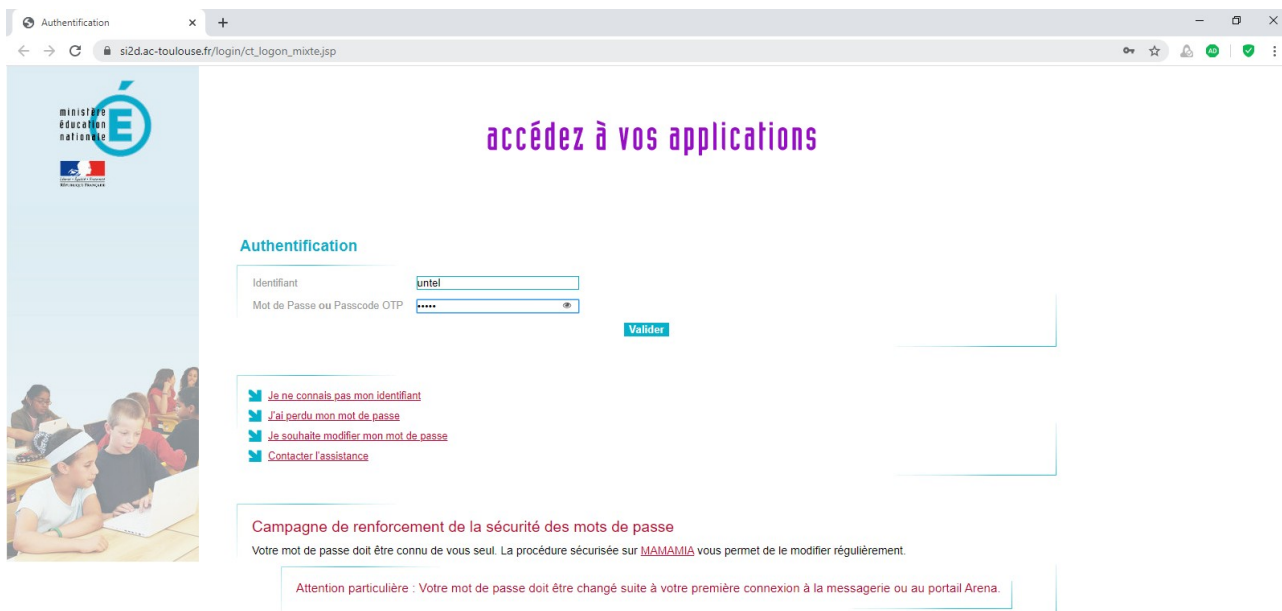 Authentification
si2d.ac-toulouse.fr/login/ct_logon_mixte.jsp
AD
ministère
éducation
nationale
É
accédez à vos applications
Authentification
Identifiant untel
Mot de Passe ou Passcode OTP •••••
Valider
Je ne connais pas mon identifiant
J'ai perdu mon mot de passe
Je souhaite modifier mon mot de passe
Contacter l'assistance
Campagne de renforcement de la sécurité des mots de passe
Votre mot de passe doit être connu de vous seul. La procédure sécurisée sur MAMAMIA vous permet de le modifier régulièrement.
Attention particulière : Votre mot de passe doit être changé suite à votre première connexion à la messagerie ou au portail Arena.